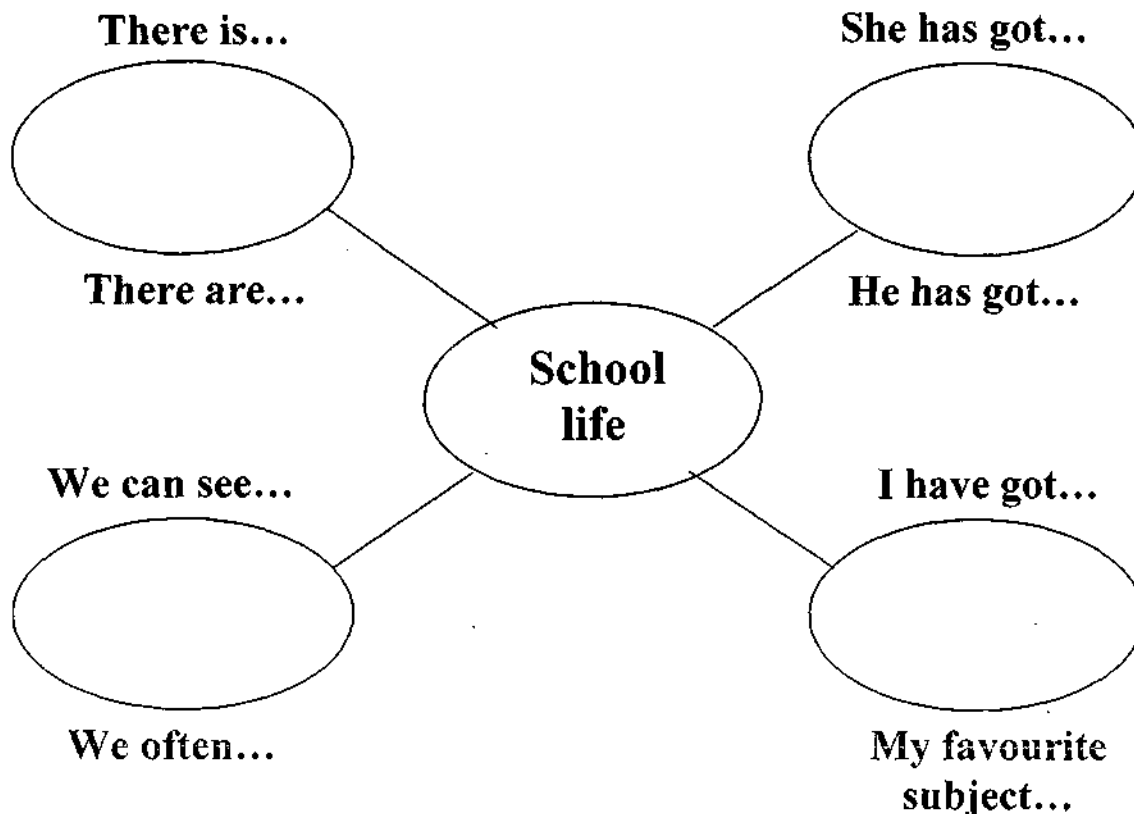 There is...
She has got...
There are...
He has got...
School
life
We can see...
I have got...
We often...
My favourite
subject...